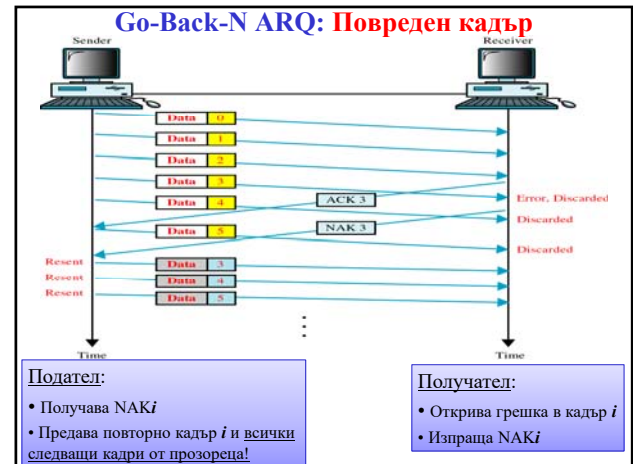 Go-Back-N ARQ: Повреден кадър
Sender
Receiver
Data 0
Data 1
Data 2
Data 3
ACK 3
Error, Discarded
Data 4
Discarded
NAK 3
Data 5
Discarded
Resent Data 3
Resent Data 4
Resent Data 5
Time
Time
Подател:
• Получава NAKi
• Предава повторно кадър i и всички
следващи кадри от прозореца!
Получател:
• Открива грешка в кадър i
• Изпраща NAKi